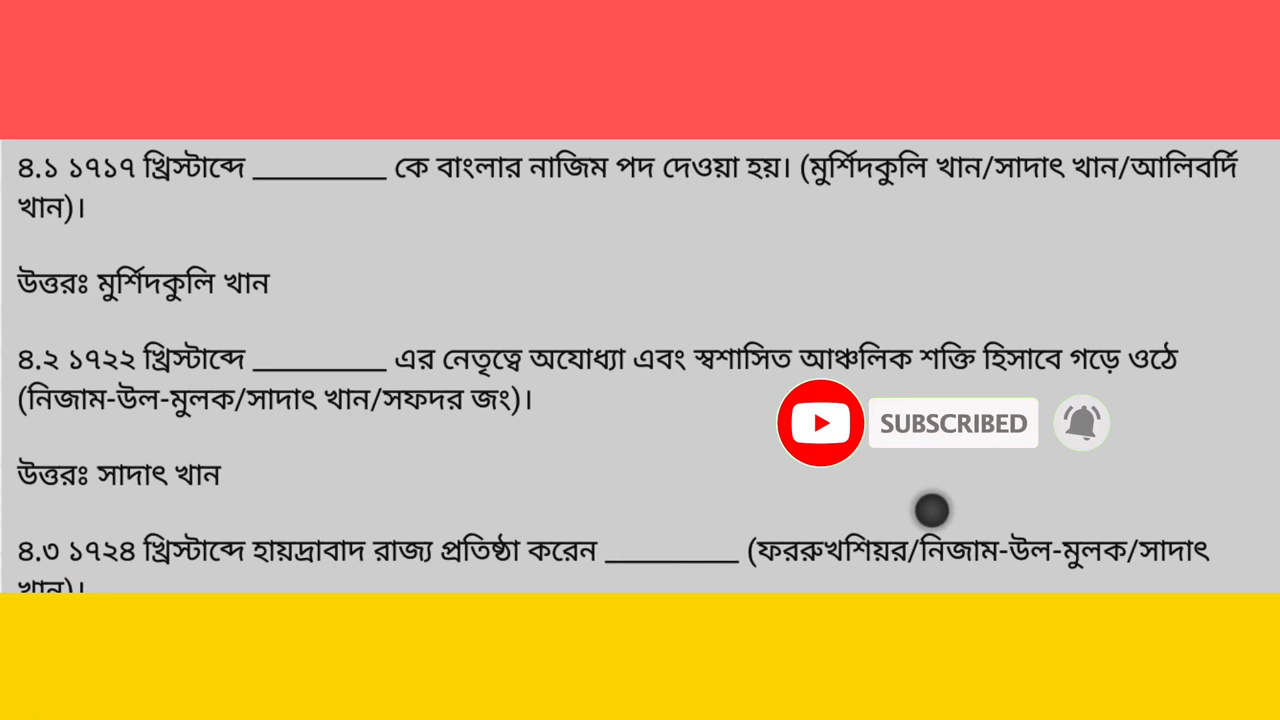 ৪.১ ১৭১৭ খ্রিস্টাব্দে __________ কে বাংলার নাজিম পদ দেওয়া হয়। (মুর্শিদকুলি খান/সাদাৎ খান/আলিবর্দি
খান)।
উত্তরঃ মুর্শিদকুলি খান
৪.২ ১৭২২ খ্রিস্টাব্দে __________ এর নেতৃত্বে অযোধ্যা এবং স্বশাসিত আঞ্চলিক শক্তি হিসাবে গড়ে ওঠে
(নিজাম-উল-মুলক/সাদাৎ খান/সফদর জং)।
SUBSCRIBED
উত্তরঃ সাদাৎ খান
৪.৩ ১৭২৪ খ্রিস্টাব্দে হায়দ্রাবাদ রাজ্য প্রতিষ্ঠা করেন __________ (ফররুখশিয়র/নিজাম-উল-মুলক/সাদাৎ
খান)।